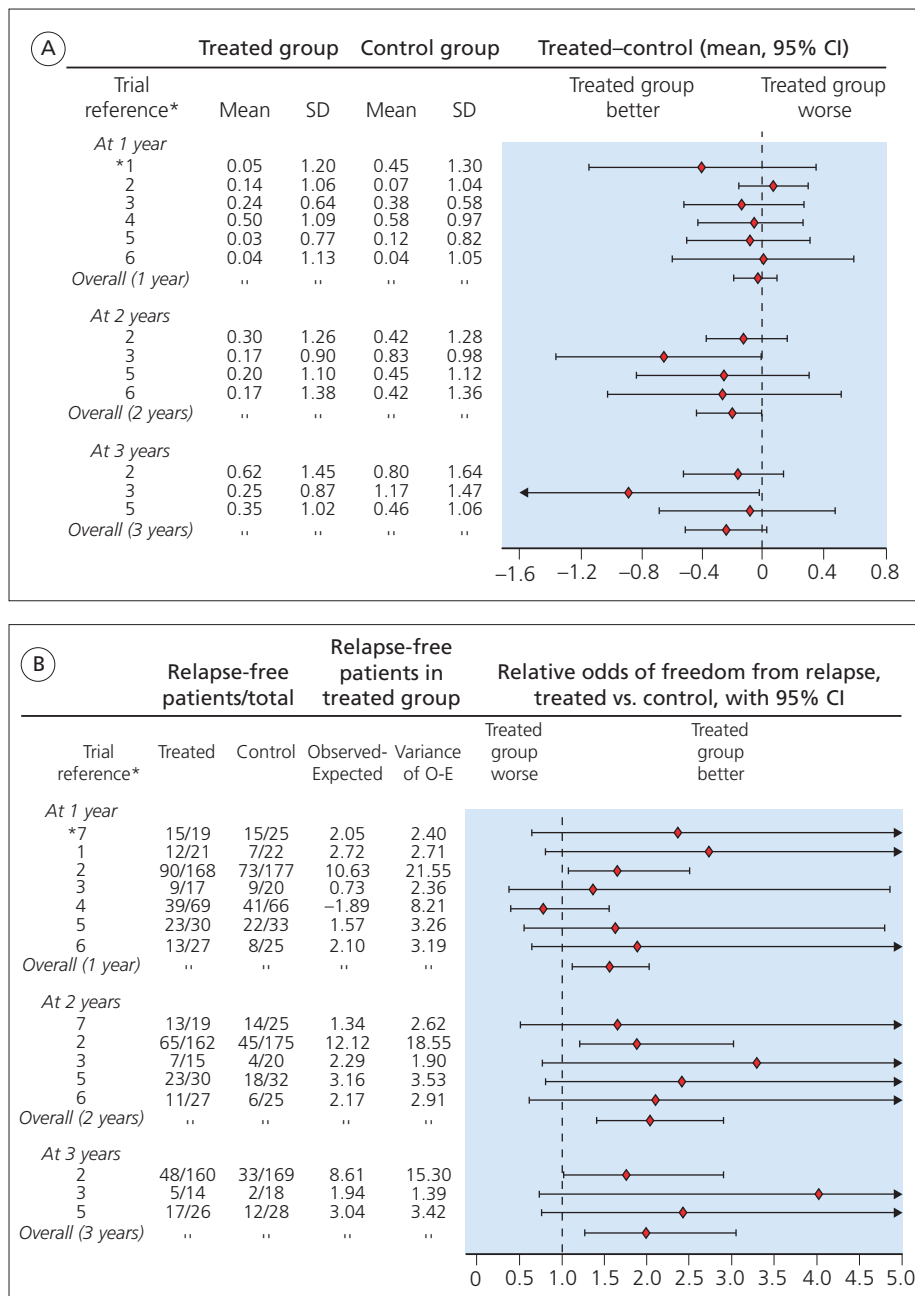 A
Treated group Control group Treated–control (mean, 95% CI)
Trial reference* Mean SD Mean SD Treated group better Treated group worse
At 1 year
*1 0.05 1.20 0.45 1.30
2 0.14 1.06 0.07 1.04
3 0.24 0.64 0.38 0.58
4 0.50 1.09 0.58 0.97
5 0.03 0.77 0.12 0.82
6 0.04 1.13 0.04 1.05
Overall (1 year) " " " "
At 2 years
2 0.30 1.26 0.42 1.28
3 0.17 0.90 0.83 0.98
5 0.20 1.10 0.45 1.12
6 0.17 1.38 0.42 1.36
Overall (2 years) " " " "
At 3 years
2 0.62 1.45 0.80 1.64
3 0.25 0.87 1.17 1.47
5 0.35 1.02 0.46 1.06
Overall (3 years) " " " "
–1.6 –1.2 –0.8 –0.4 0 0.4 0.8
B
Relapse-free patients/total Relapse-free patients in treated group Relative odds of freedom from relapse, treated vs. control, with 95% CI
Trial reference* Treated Control Observed-Expected Variance of O-E Treated group worse Treated group better
At 1 year
*7 15/19 15/25 2.05 2.40
1 12/21 7/22 2.72 2.71
2 90/168 73/177 10.63 21.55
3 9/17 9/20 0.73 2.36
4 39/69 41/66 –1.89 8.21
5 23/30 22/33 1.57 3.26
6 13/27 8/25 2.10 3.19
Overall (1 year) " " " "
At 2 years
7 13/19 14/25 1.34 2.62
2 65/162 45/175 12.12 18.55
3 7/15 4/20 2.29 1.90
5 23/30 18/32 3.16 3.53
6 11/27 6/25 2.17 2.91
Overall (2 years) " " " "
At 3 years
2 48/160 33/169 8.61 15.30
3 5/14 2/18 1.94 1.39
5 17/26 12/28 3.04 3.42
Overall (3 years) " " " "
0 0.5 1.0 1.5 2.0 2.5 3.0 3.5 4.0 4.5 5.0